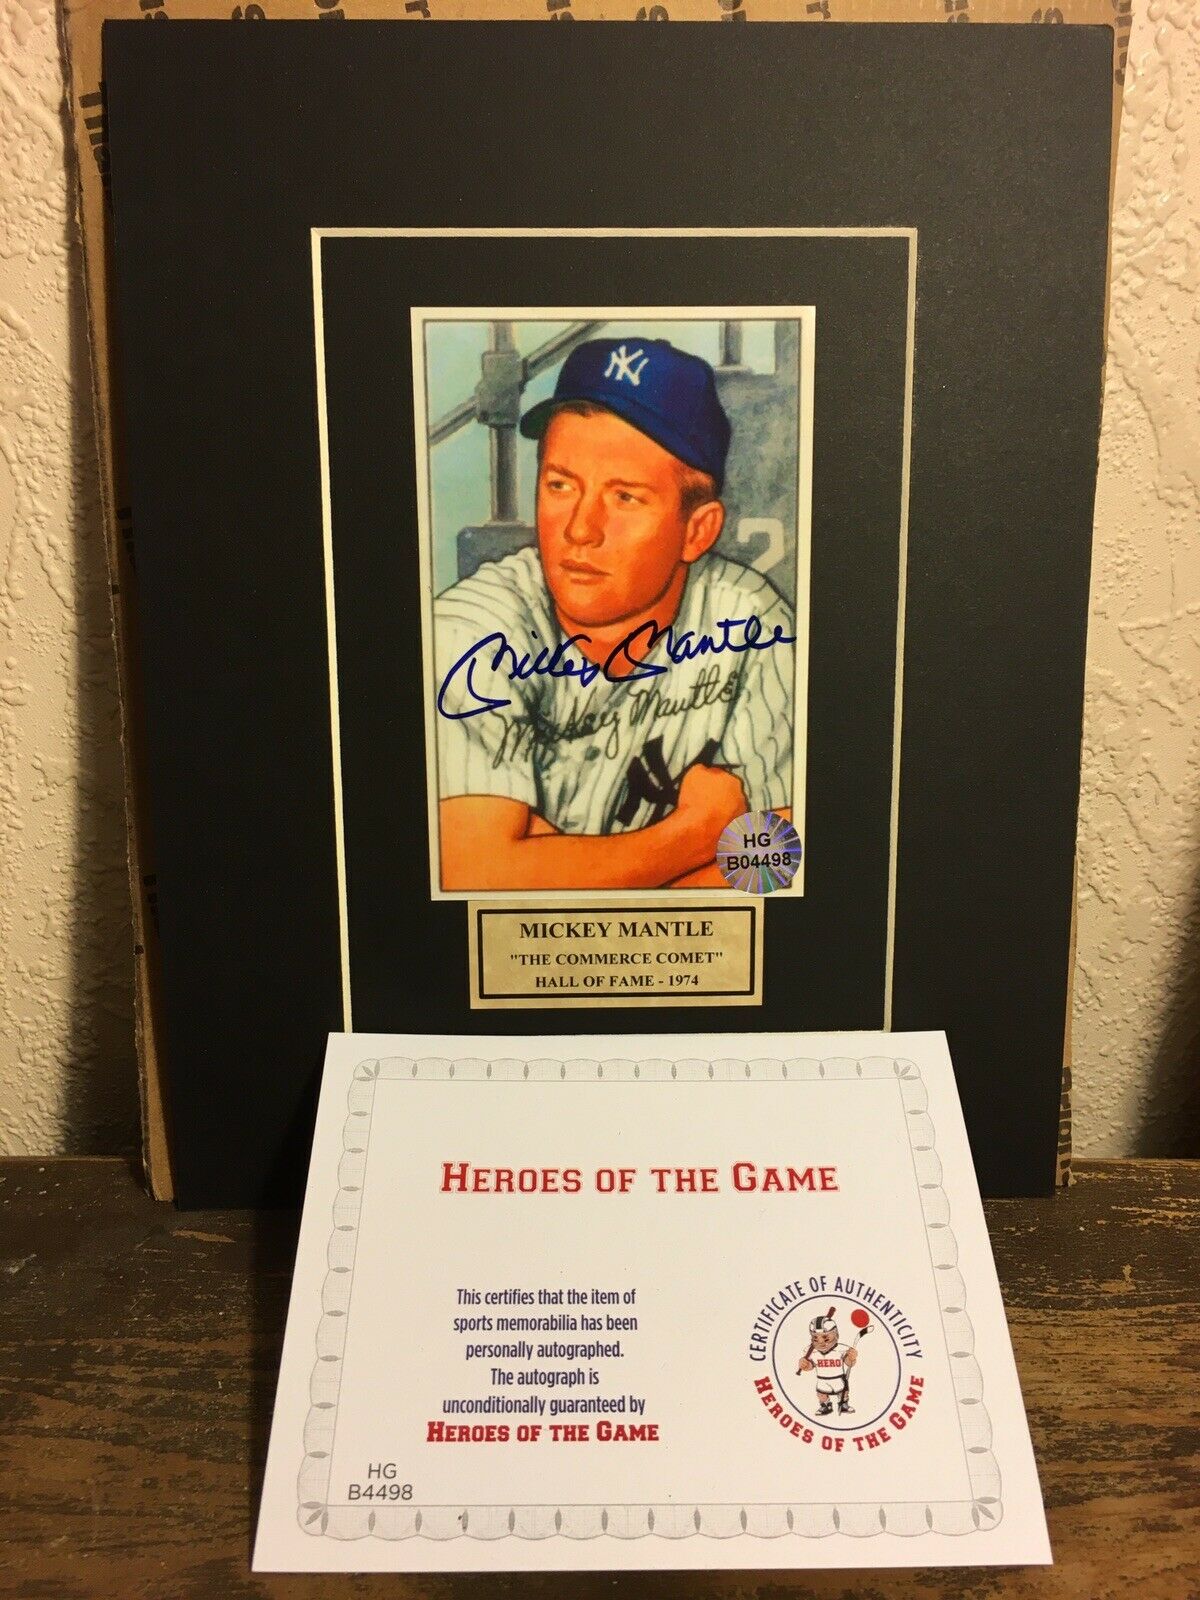 NY
2
Mickey Mantle
Mickey Mantle
NY
HG
B04498
MICKEY MANTLE
"THE COMMERCE COMET"
HALL OF FAME - 1974
HEROES OF THE GAME
This certifies that the item of
sports memorabilia has been
personally autographed.
The autograph is
unconditionally guaranteed by
HEROES OF THE GAME
HG
B4498
CERTIFICATE OF AUTHENTICITY
HERO
HEROES OF THE GAME